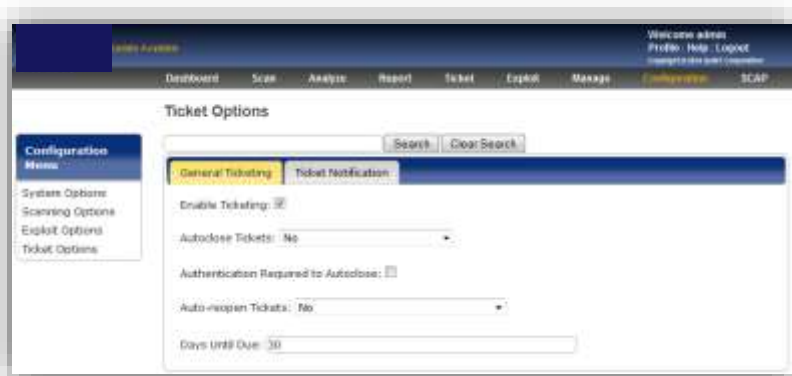 Welcome admin
Profile Help Logout
Dashboard Scan Analyze Report Ticket Exploit Manage Configuration SCAP
Ticket Options
Search Clear Search
Configuration
Menu
General Ticketing Ticket Notification
System Options
Scanning Options
Exploit Options
Ticket Options
Enable Ticketing:
Autoclose Tickets: No
Authentication Required to Autoclose:
Auto-reopen Tickets: No
Days Until Due: 30